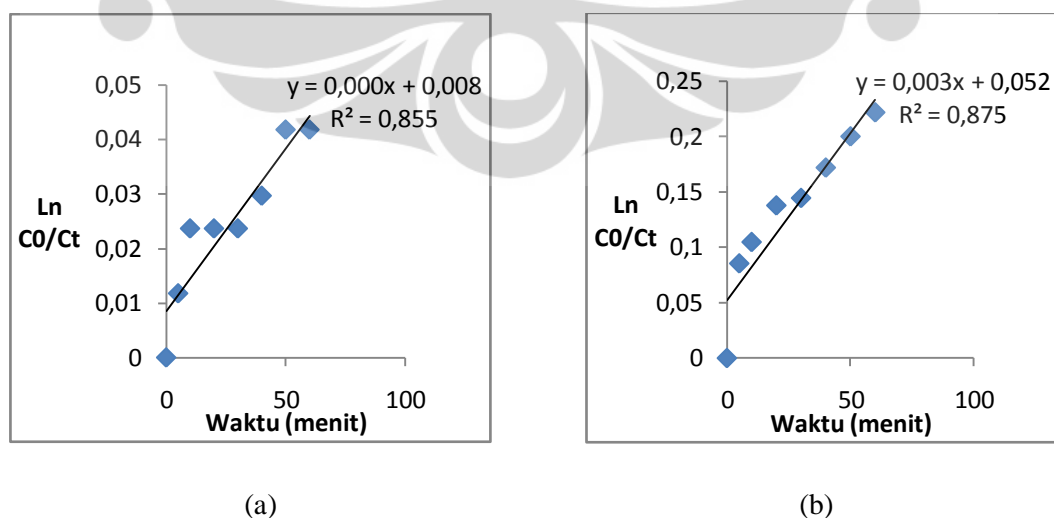 y = 0,000x + 0,008
R² = 0,855
0,05
0,04
0,03
0,02
0,01
0
Ln
C0/Ct
0 50 100
Waktu (menit)
(a)
y = 0,003x + 0,052
R² = 0,875
0,25
0,2
0,15
0,1
0,05
0
Ln
C0/Ct
0 50 100
Waktu (menit)
(b)